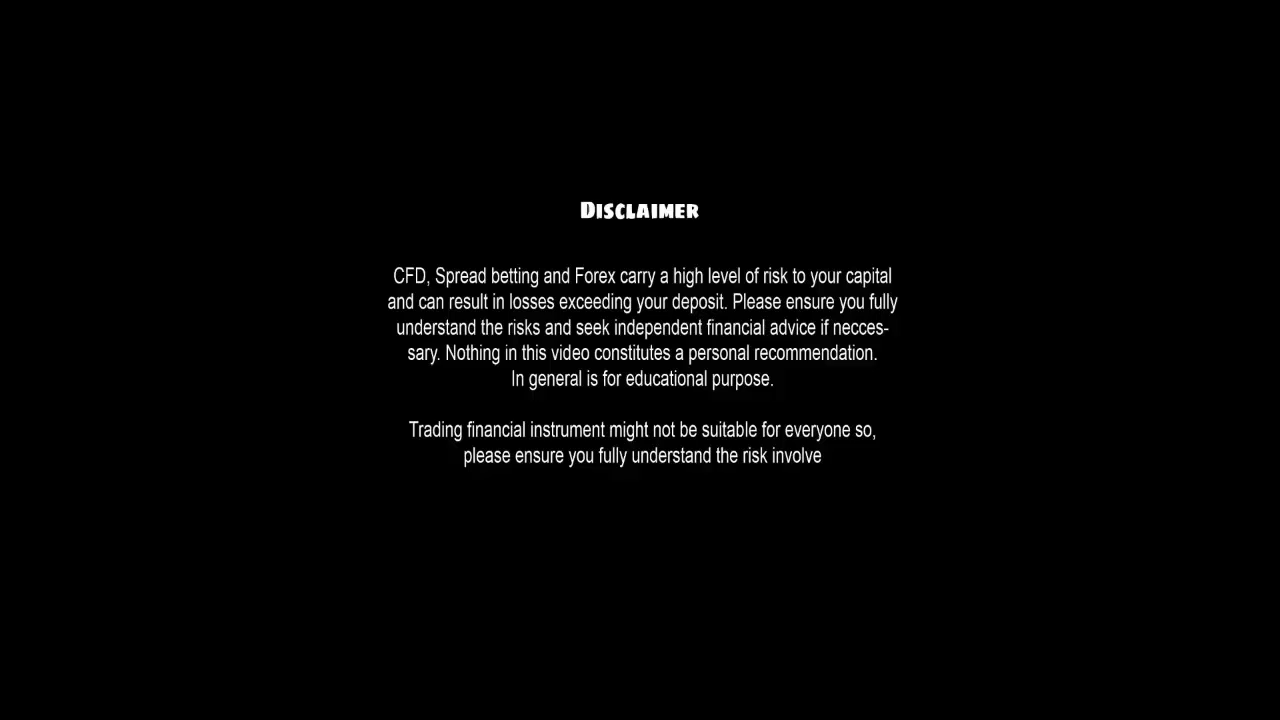 Disclaimer
CFD, Spread betting and Forex carry a high level of risk to your capital
and can result in losses exceeding your deposit. Please ensure you fully
understand the risks and seek independent financial advice if necces-
sary. Nothing in this video constitutes a personal recommendation.
In general is for educational purpose.
Trading financial instrument might not be suitable for everyone so,
please ensure you fully understand the risk involve